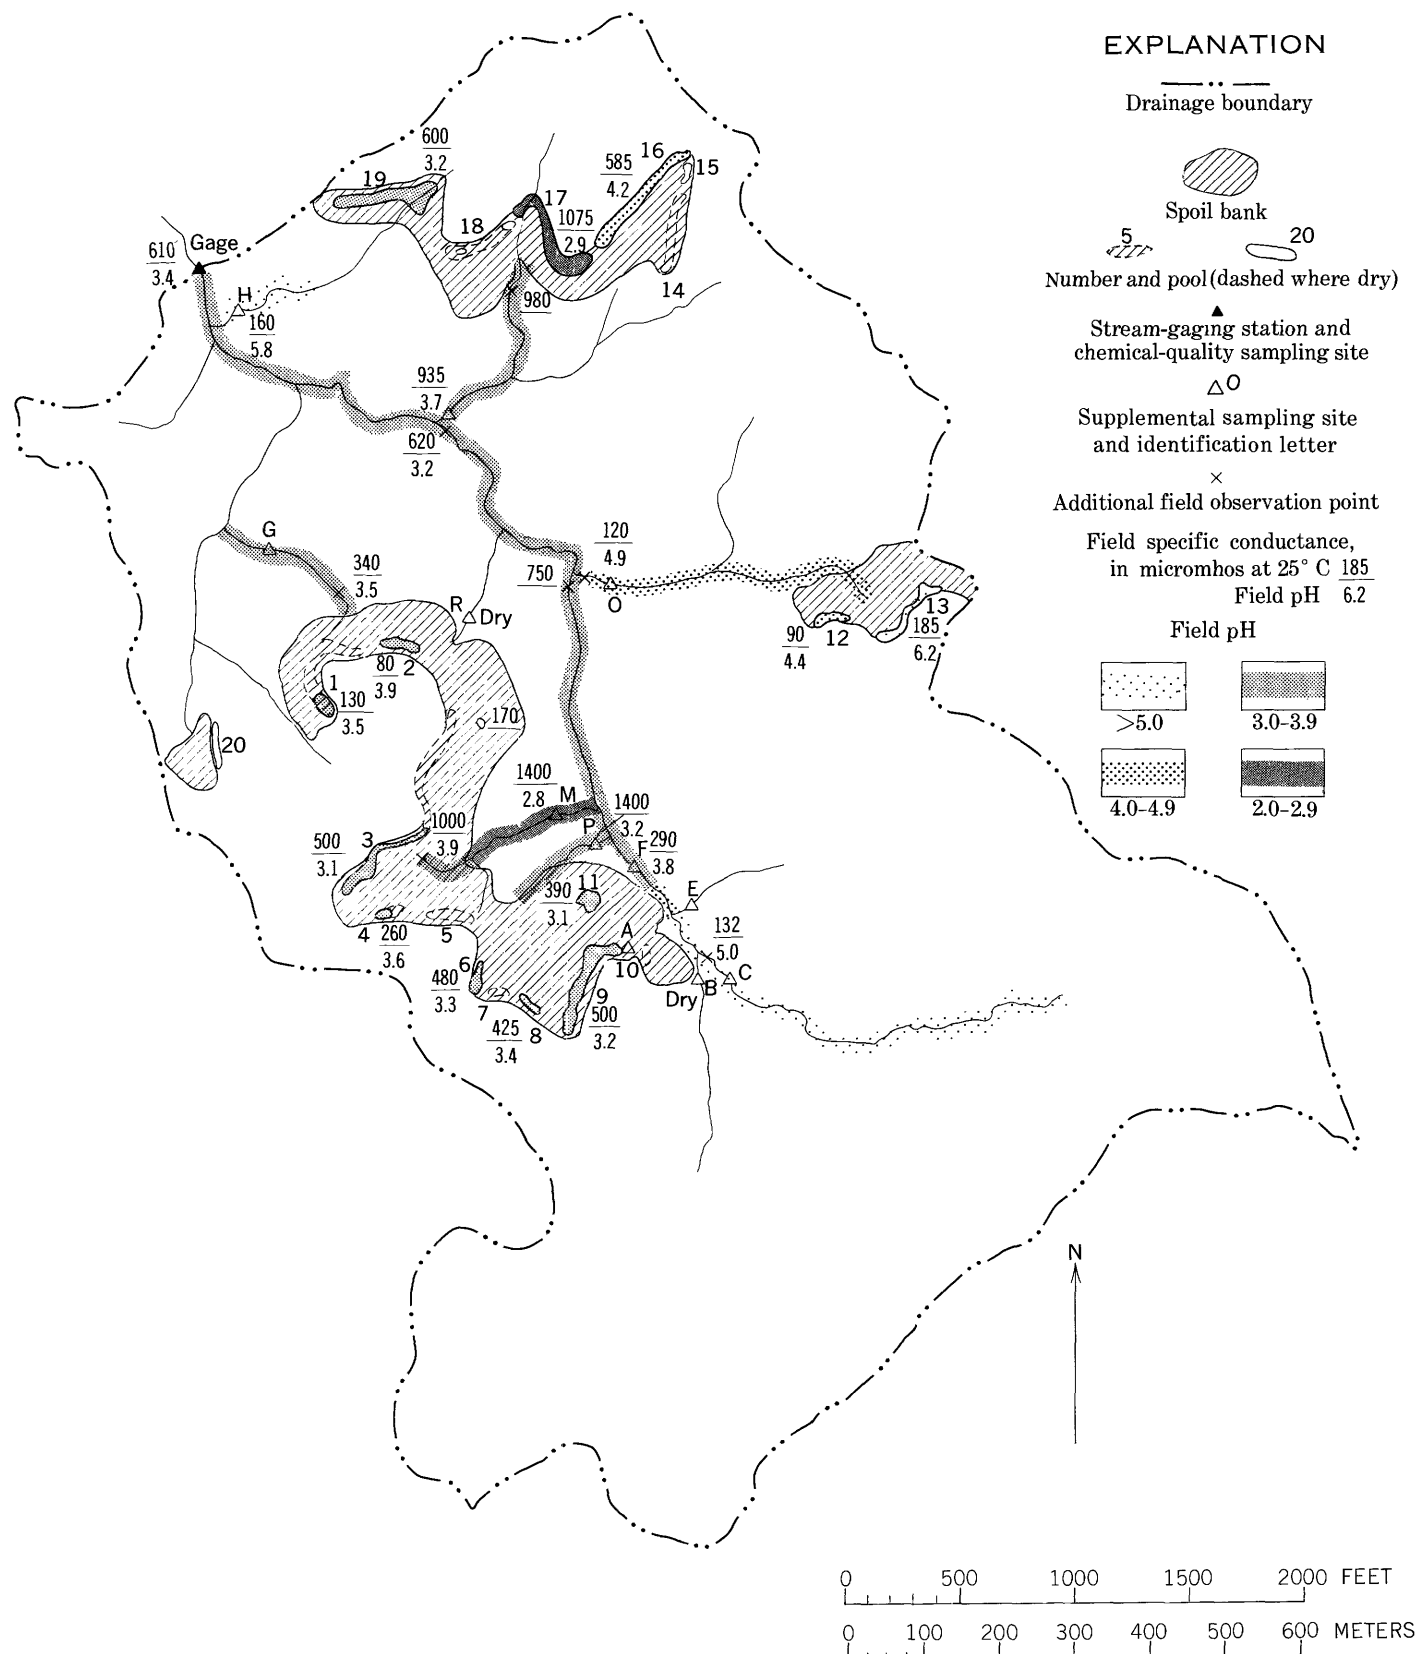 EXPLANATION
Drainage boundary
Spoil bank
5 20
Number and pool (dashed where dry)
Stream-gaging station and
chemical-quality sampling site
O
Supplemental sampling site
and identification letter
×
Additional field observation point
Field specific conductance,
in micromhos at 25° C 185
Field pH 6.2
Field pH
>5.0 3.0-3.9
4.0-4.9 2.0-2.9
600
3.2
19
18
17
1075
2.9
585
4.2
16
15
14
980
610
3.4
Gage
H
160
5.8
935
3.7
620
3.2
G
340
3.5
R
Dry
120
4.9
750
O
90
4.4
12
13
185
6.2
1
130
3.5
80
3.9
2
170
20
1400
2.8
M
1400
3.2
P
1000
3.9
3
500
3.1
F
290
3.8
E
390
3.1
11
A
10
132
5.0
C
B
Dry
4
260
3.6
5
6
480
3.3
7
425
3.4
8
9
500
3.2
N
0 500 1000 1500 2000 FEET
0 100 200 300 400 500 600 METERS